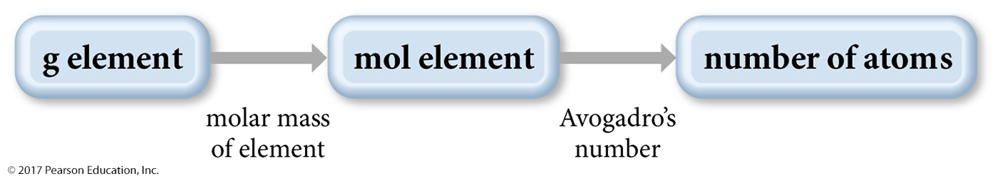 g element
mol element
number of atoms
molar mass
of element
Avogadro’s
number
© 2017 Pearson Education, Inc.